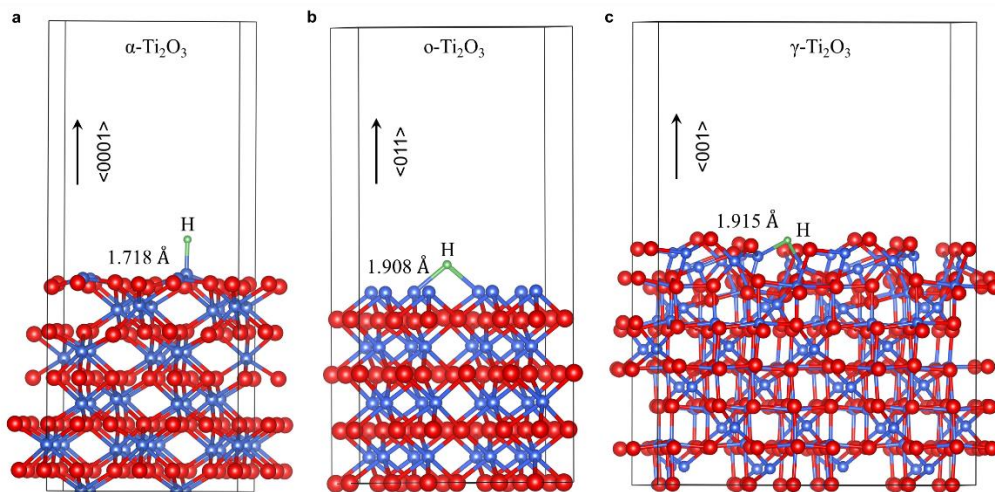 a
α-Ti₂O₃
<0001>
H
1.718 Å
b
o-Ti₂O₃
<011>
H
1.908 Å
c
γ-Ti₂O₃
<001>
1.915 Å
H